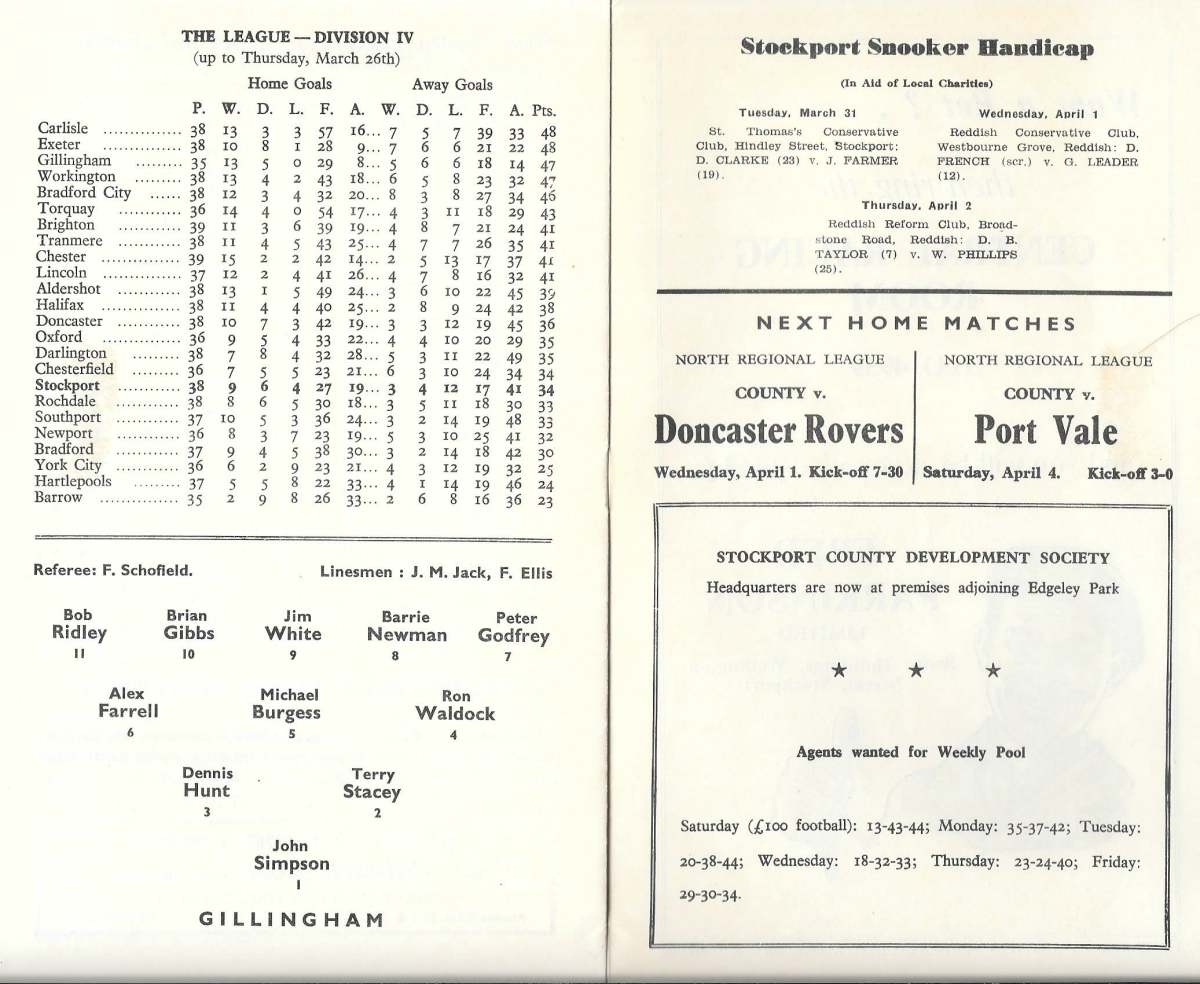 THE LEAGUE — DIVISION IV
(up to Thursday, March 26th)
Home Goals Away Goals
P. W. D. L. F. A. W. D. L. F. A. Pts.
Carlisle ............... 38 13 3 3 57 16... 7 5 7 39 33 48
Exeter ............... 38 10 8 1 28 9... 7 6 6 21 22 48
Gillingham ......... 35 13 5 0 29 8... 5 6 6 18 14 47
Workington ......... 38 13 4 2 43 18... 6 5 8 23 32 47
Bradford City ...... 38 12 3 4 32 20... 8 3 8 27 34 46
Torquay ............ 36 14 4 0 54 17... 4 3 11 18 29 43
Brighton ............ 39 11 3 6 39 19... 4 8 7 21 24 41
Tranmere ............ 38 11 4 5 43 25... 4 7 7 26 35 41
Chester ............... 39 15 2 2 42 14... 2 5 13 17 37 41
Lincoln ............... 37 12 2 4 41 26... 4 7 8 16 32 41
Aldershot ............ 38 13 1 5 49 24... 3 6 10 22 45 39
Halifax ............... 38 11 4 4 40 25... 2 8 9 24 42 38
Doncaster ............ 38 10 7 3 42 19... 3 3 12 19 45 36
Oxford ............... 36 9 5 4 33 22... 4 4 10 20 29 35
Darlington ......... 38 7 8 4 32 28... 5 3 11 22 49 35
Chesterfield ......... 36 7 5 5 23 21... 6 3 10 24 34 34
Stockport ............ 38 9 6 4 27 19... 3 4 12 17 41 34
Rochdale ............ 38 8 6 5 30 18... 3 5 11 18 30 33
Southport ............ 37 10 5 3 36 24... 3 2 14 19 48 33
Newport ............ 36 8 3 7 23 19... 5 3 10 25 41 32
Bradford ............ 37 9 4 5 38 30... 3 2 14 18 42 30
York City ............ 36 6 2 9 23 21... 4 3 12 19 32 25
Hartlepools ......... 37 5 5 8 22 33... 4 1 14 19 46 24
Barrow ............... 35 2 9 8 26 33... 2 6 8 16 36 23
Referee: F. Schofield. Linesmen : J. M. Jack, F. Ellis
Bob Brian Jim Barrie Peter
Ridley Gibbs White Newman Godfrey
11 10 9 8 7
Alex Michael Ron
Farrell Burgess Waldock
6 5 4
Dennis Terry
Hunt Stacey
3 2
John
Simpson
1
GILLINGHAM
Stockport Snooker Handicap
(In Aid of Local Charities)
Tuesday, March 31
St. Thomas's Conservative
Club, Hindley Street, Stockport:
D. CLARKE (23) v. J. FARMER
(19).
Wednesday, April 1
Reddish Conservative Club,
Westbourne Grove, Reddish: D.
FRENCH (scr.) v. G. LEADER
(12).
Thursday, April 2
Reddish Reform Club, Broad-
stone Road, Reddish: D. B.
TAYLOR (7) v. W. PHILLIPS
(25).
NEXT HOME MATCHES
NORTH REGIONAL LEAGUE
COUNTY v.
Doncaster Rovers
Wednesday, April 1. Kick-off 7-30
NORTH REGIONAL LEAGUE
COUNTY v.
Port Vale
Saturday, April 4. Kick-off 3-0
STOCKPORT COUNTY DEVELOPMENT SOCIETY
Headquarters are now at premises adjoining Edgeley Park
Agents wanted for Weekly Pool
Saturday (£100 football): 13-43-44; Monday: 35-37-42; Tuesday:
20-38-44; Wednesday: 18-32-33; Thursday: 23-24-40; Friday:
29-30-34.